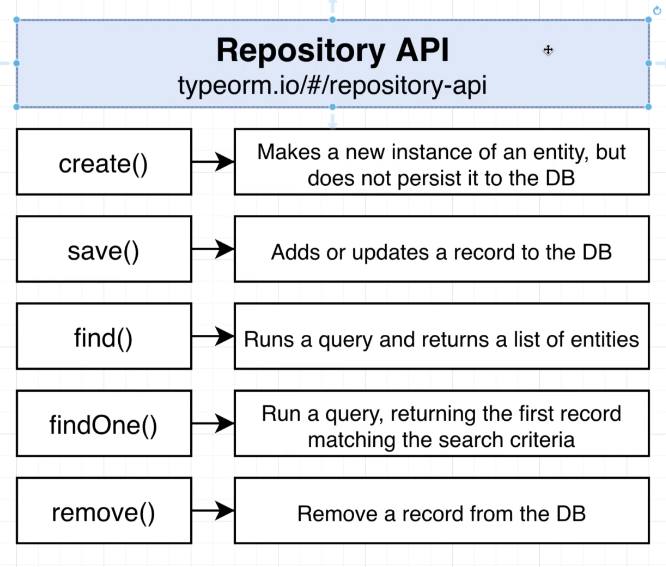 Repository API
typeorm.io/#/repository-api
create()
Makes a new instance of an entity, but
does not persist it to the DB
save()
Adds or updates a record to the DB
find()
Runs a query and returns a list of entities
findOne()
Run a query, returning the first record
matching the search criteria
remove()
Remove a record from the DB